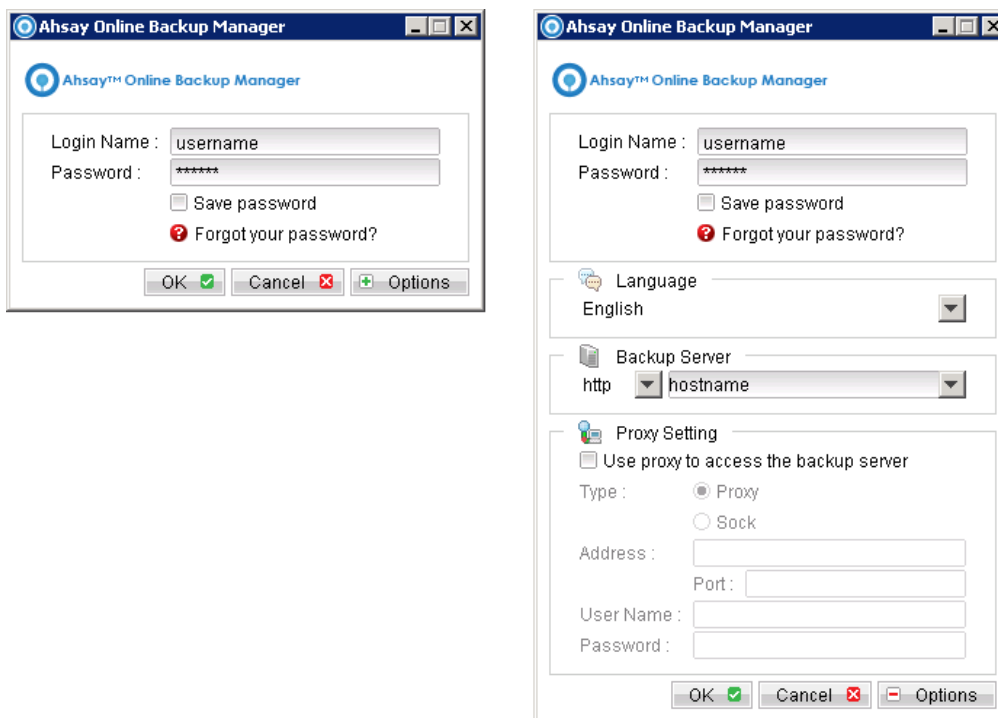 Ahsay Online Backup Manager
Ahsay™ Online Backup Manager
Login Name : username
Password : ******
Save password
Forgot your password?
OK Cancel Options
Ahsay Online Backup Manager
Ahsay™ Online Backup Manager
Login Name : username
Password : ******
Save password
Forgot your password?
Language
English
Backup Server
http hostname
Proxy Setting
Use proxy to access the backup server
Type : Proxy
Sock
Address :
Port :
User Name :
Password :
OK Cancel Options